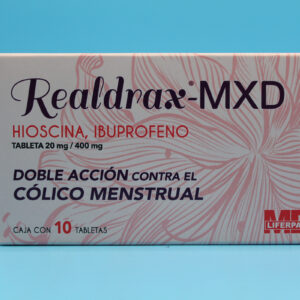 Realdrax®-MXD
HIOSCINA, IBUPROFENO
TABLETA 20 mg / 400 mg
DOBLE ACCIÓN CONTRA EL
CÓLICO MENSTRUAL
CAJA CON 10 TABLETAS